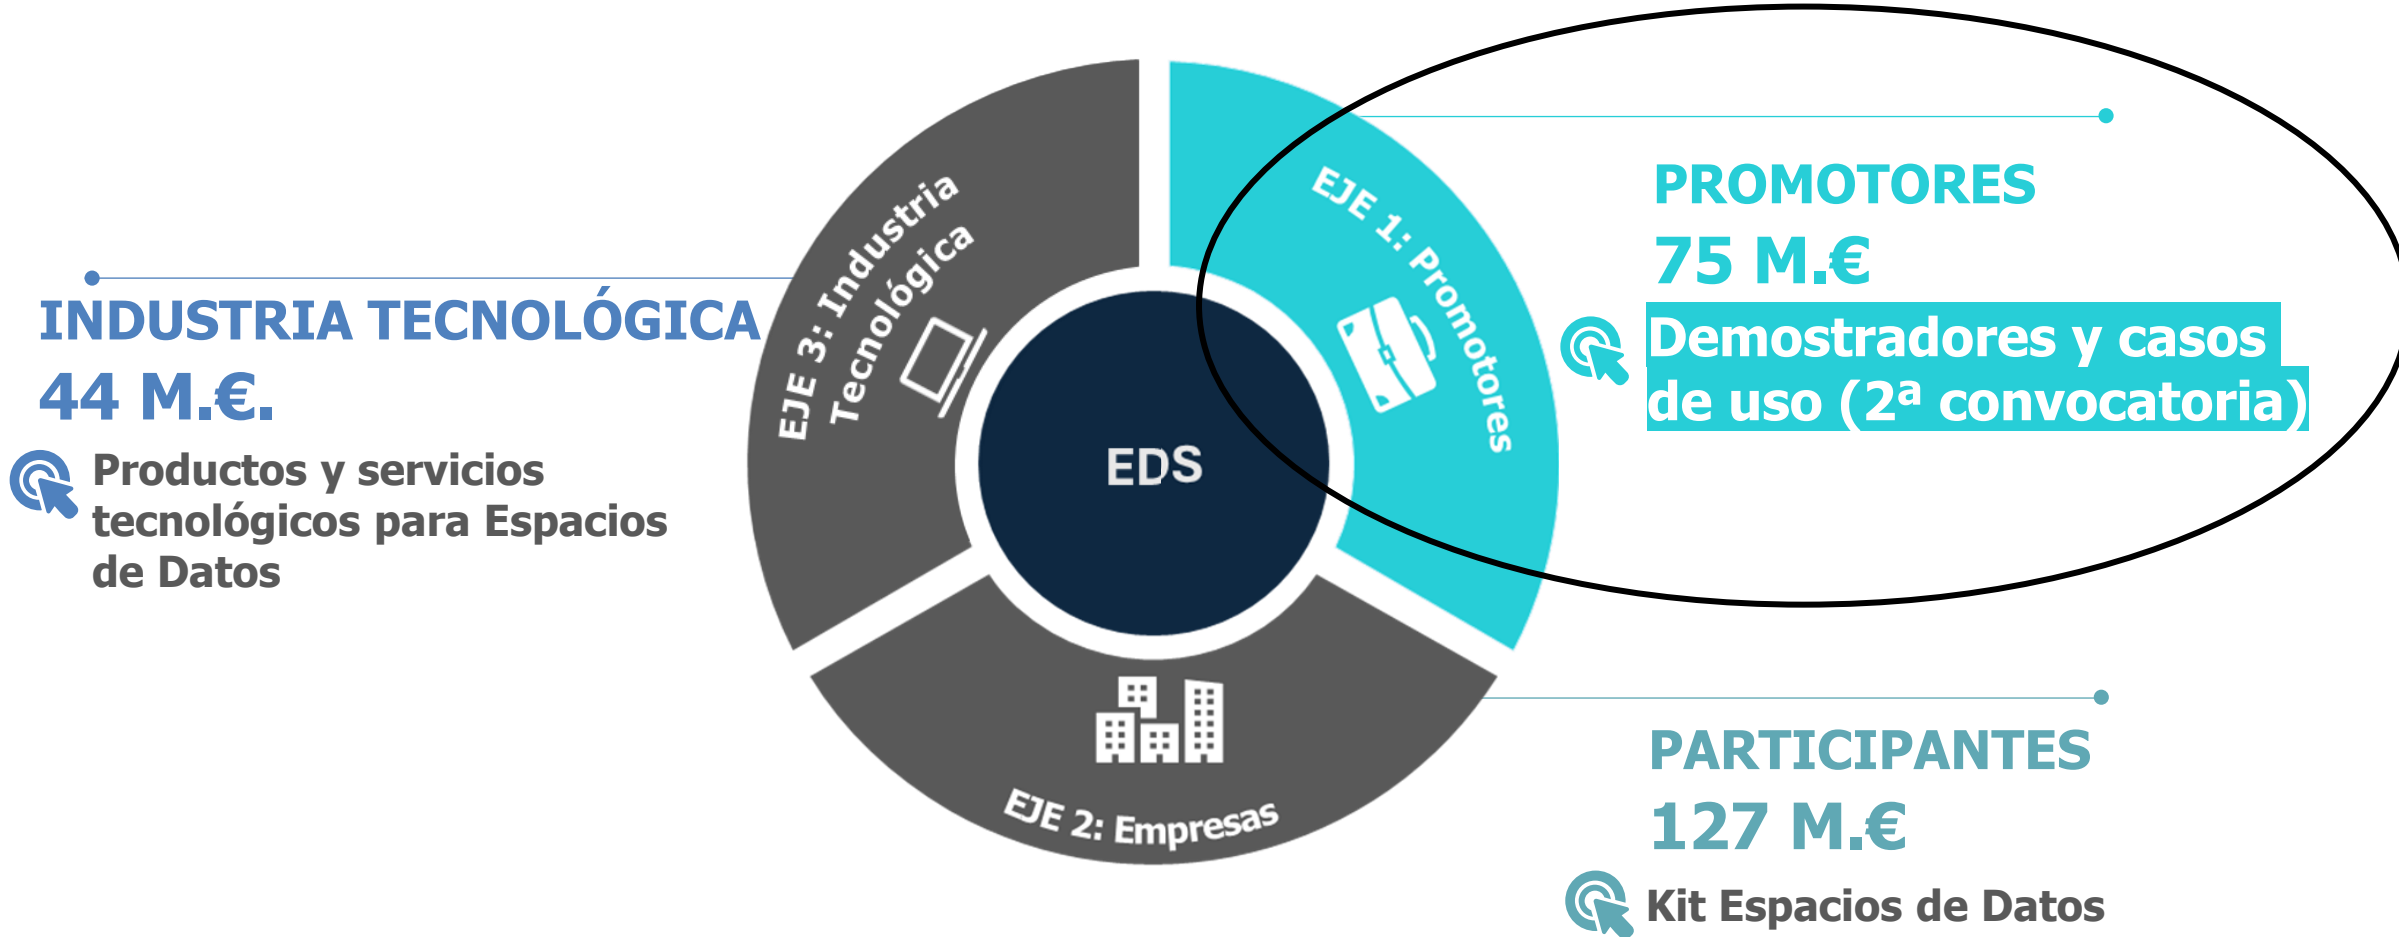 INDUSTRIA TECNOLÓGICA
44 M.€.
Productos y servicios
tecnológicos para Espacios
de Datos
EJE 3: Industria
Tecnológica
EJE 1: Promotores
EDS
EJE 2: Empresas
PROMOTORES
75 M.€
Demostradores y casos
de uso (2ª convocatoria)
PARTICIPANTES
127 M.€
Kit Espacios de Datos